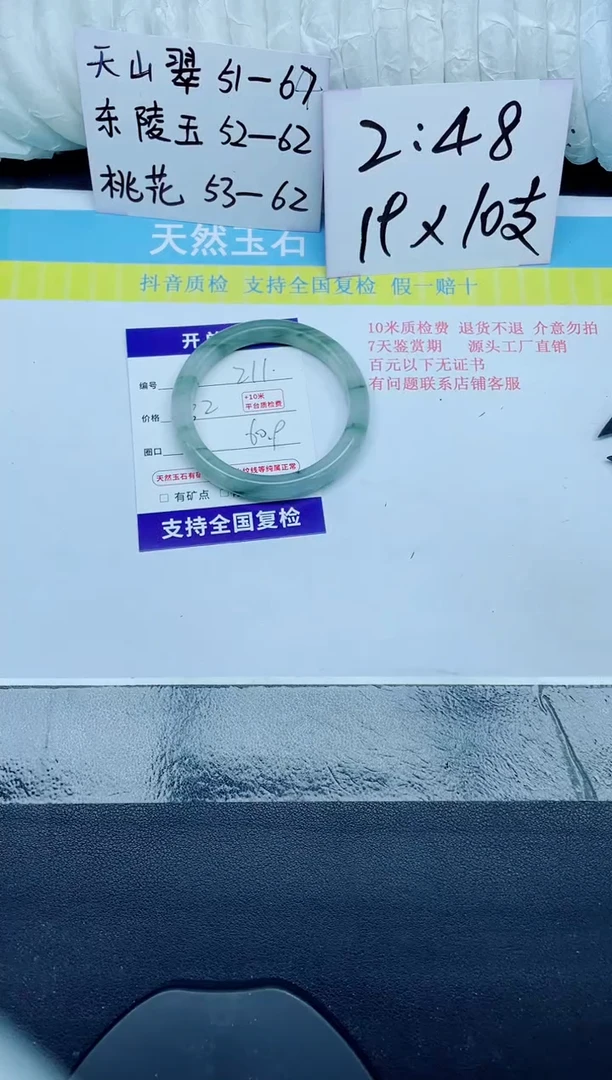 天山翠 51-67
东陵玉 52-62
桃花 53-62
2:48
19×10支
天然玉石
抖音质检 支持全国复检 假一赔十
10米质检费 退货不退 介意勿拍
7天鉴赏期 源头工厂直销
百元以下无证书
有问题联系店铺客服
开
编号 211.
价格 2
+10米
平台质检费
圈口 60.9
天然玉石有 纹线等纯属正常
□ 有矿点 □
支持全国复检